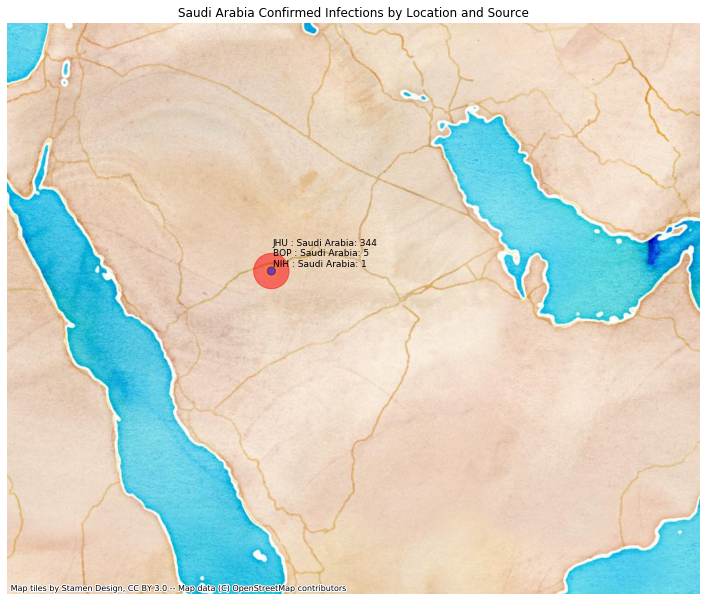 Saudi Arabia Confirmed Infections by Location and Source
JHU : Saudi Arabia: 344
BOP : Saudi Arabia: 5
NIH : Saudi Arabia: 1
Map tiles by Stamen Design, CC BY 3.0 -- Map data (C) OpenStreetMap contributors